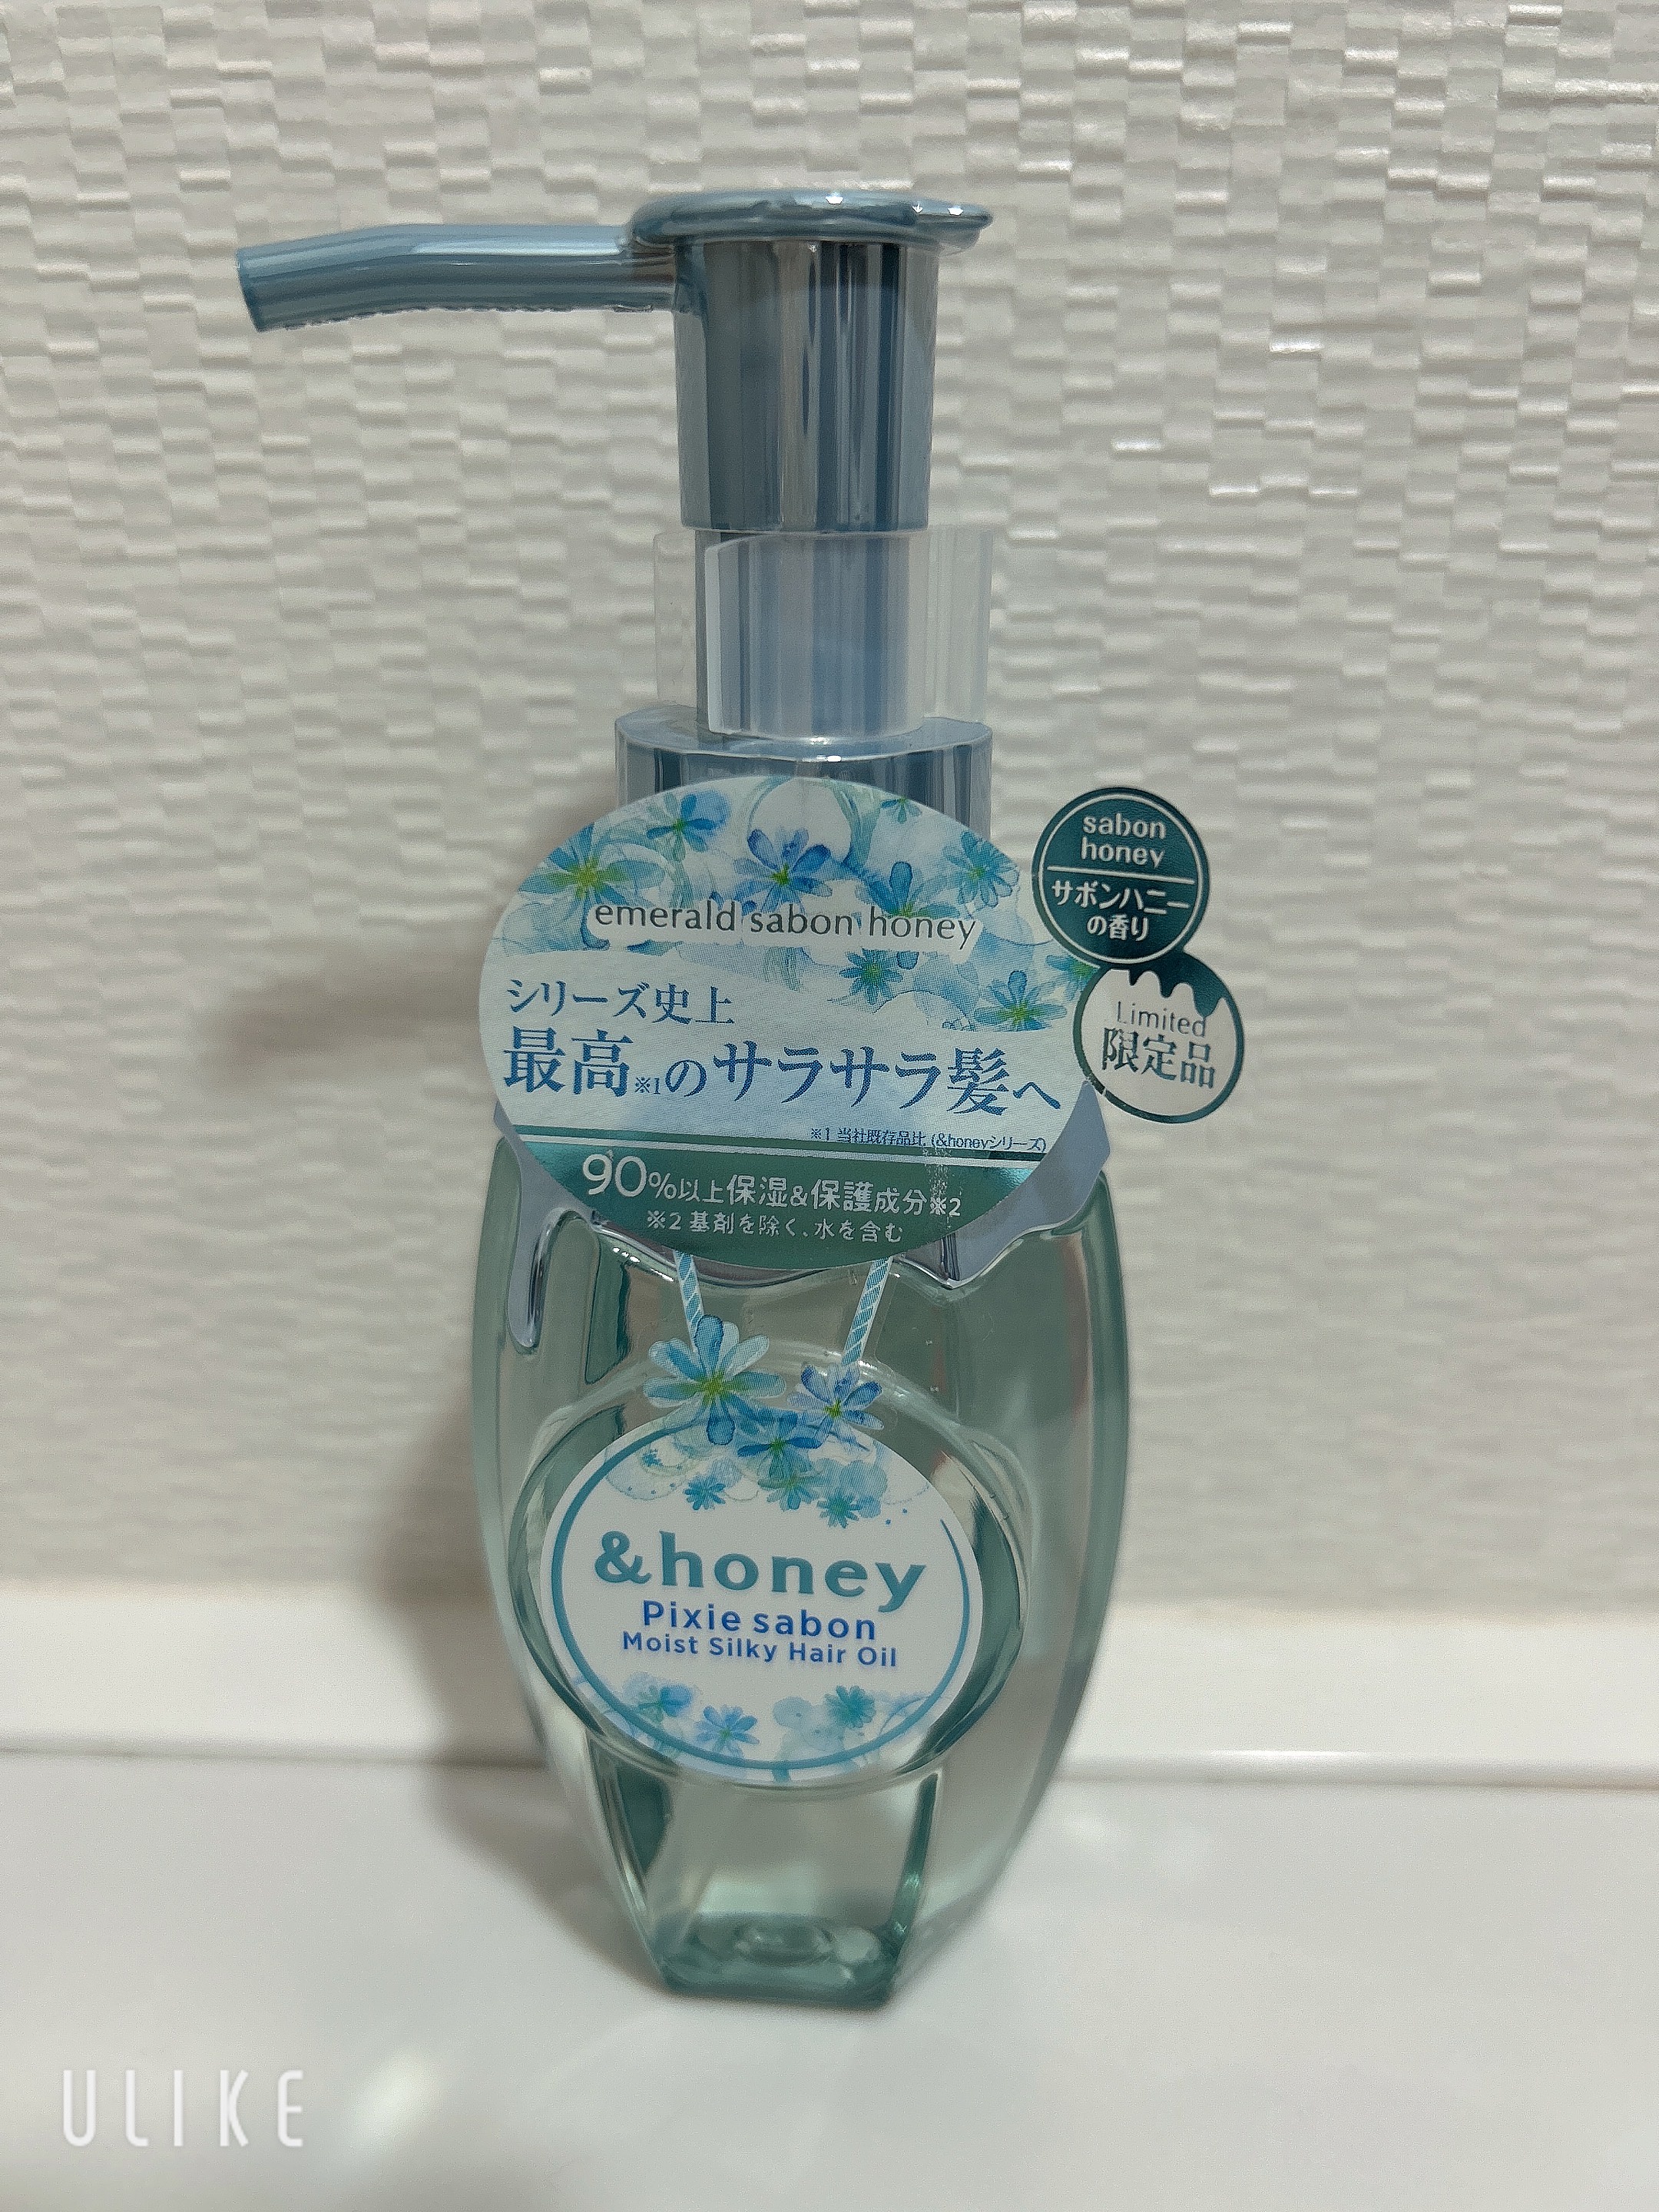 sabon
honey
サボンハニー
の香り
emerald sabon honey
Limited
限定品
シリーズ史上
最高※1のサラサラ髪へ
※1 当社既存品比 (&honeyシリーズ)
90%以上保湿&保護成分※2
※2 基剤を除く、水を含む
&honey
Pixie sabon
Moist Silky Hair Oil
ULIKE